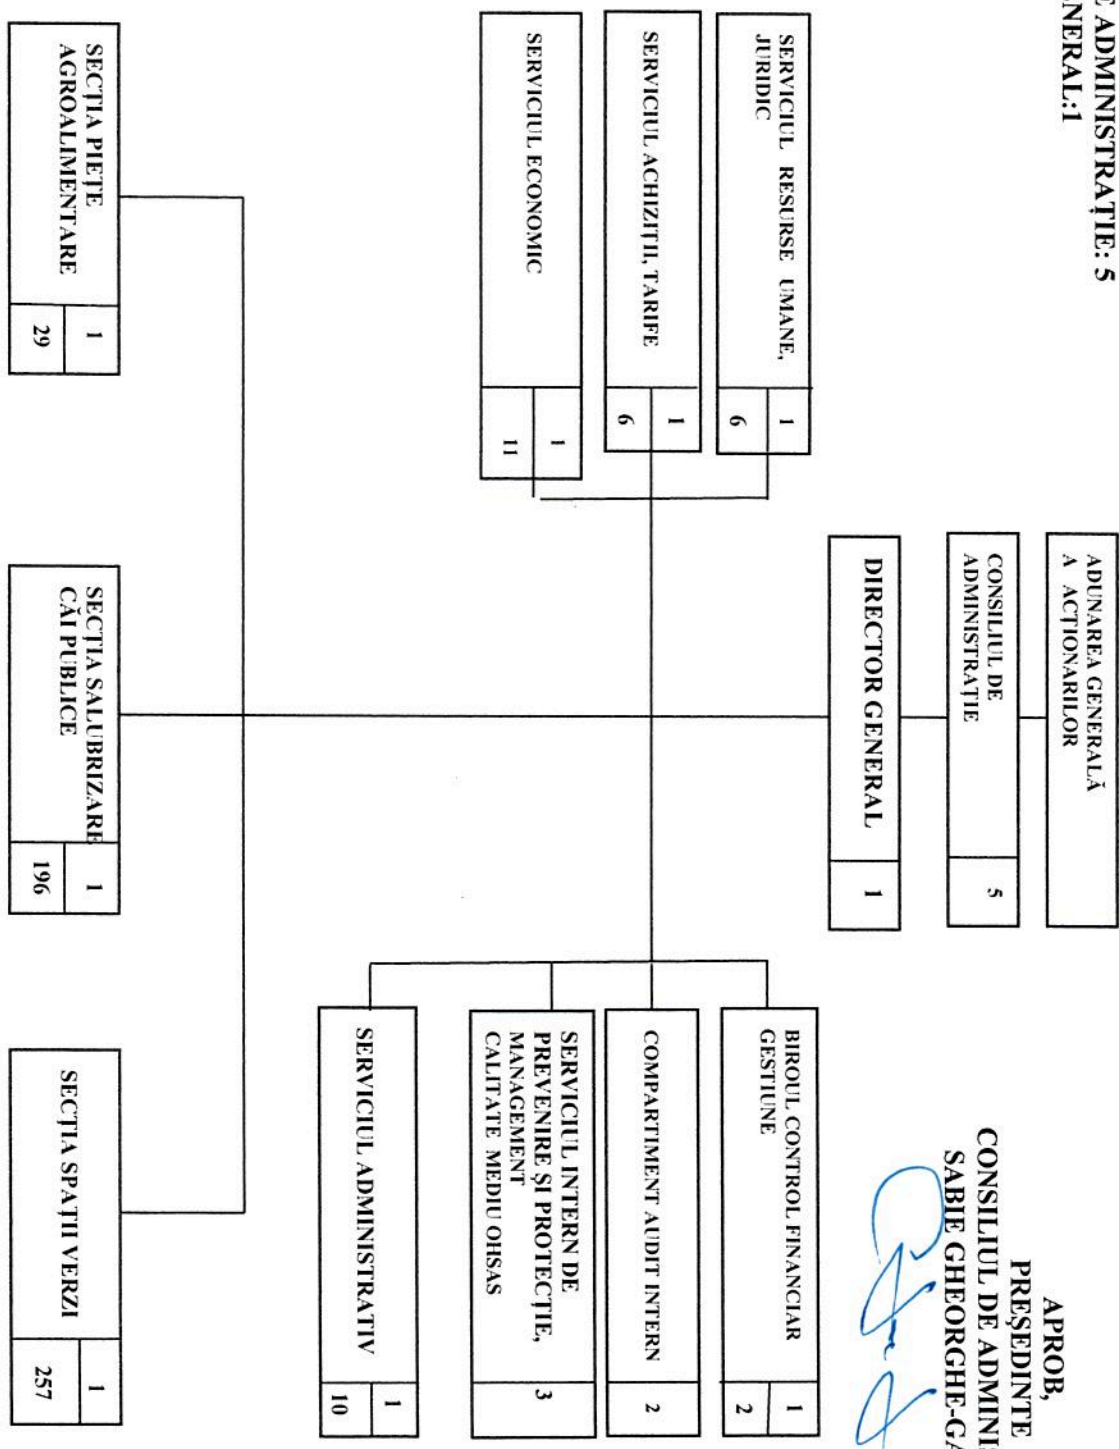 E ADMINISTRAȚIE: 5
ENERAL:1
APROB,
PREȘEDINTE
CONSILIUL DE ADMINI
SABIE GHEORGHE-GA
ADUNAREA GENERALĂ
A ACȚIONARILOR
CONSILIUL DE
ADMINISTRAȚIE
5
DIRECTOR GENERAL
1
SERVICIUL RESURSE UMANE,
JURIDIC
1
6
SERVICIUL ACHIZIȚII, TARIFE
1
6
SERVICIUL ECONOMIC
1
11
BIROUL CONTROL FINANCIAR
GESTIUNE
1
2
COMPARTIMENT AUDIT INTERN
2
SERVICIUL INTERN DE
PREVENIRE ȘI PROTECȚIE,
MANAGEMENT
CALITATE MEDIU OHSAS
3
SERVICIUL ADMINISTRATIV
1
10
SECȚIA PIEȚE
AGROALIMENTARE
1
29
SECȚIA SALUBRIZARE
CĂI PUBLICE
1
196
SECȚIA SPAȚII VERZI
1
257